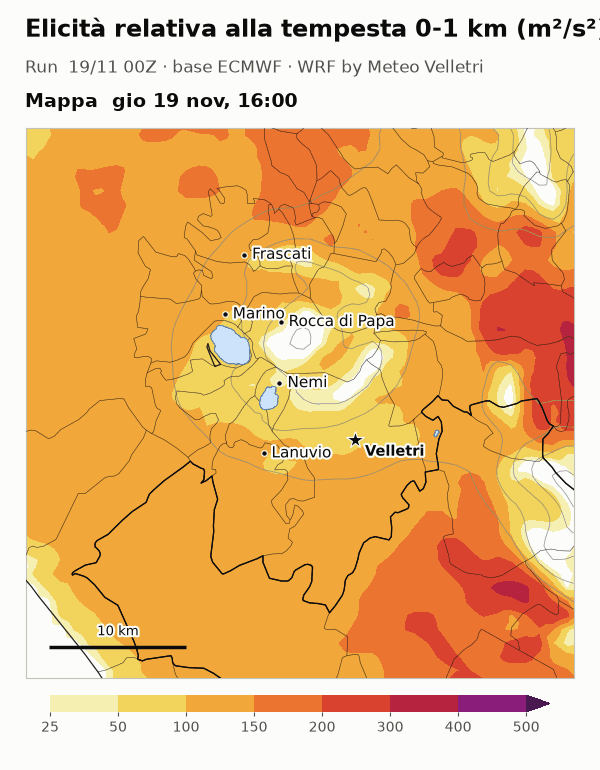 Elicità relativa alla tempesta 0-1 km (m²/s²)
Run 19/11 00Z · base ECMWF · WRF by Meteo Velletri
Mappa gio 19 nov, 16:00
Frascati
Marino
Rocca di Papa
Nemi
Velletri
Lanuvio
10 km
25 50 100 150 200 300 400 500